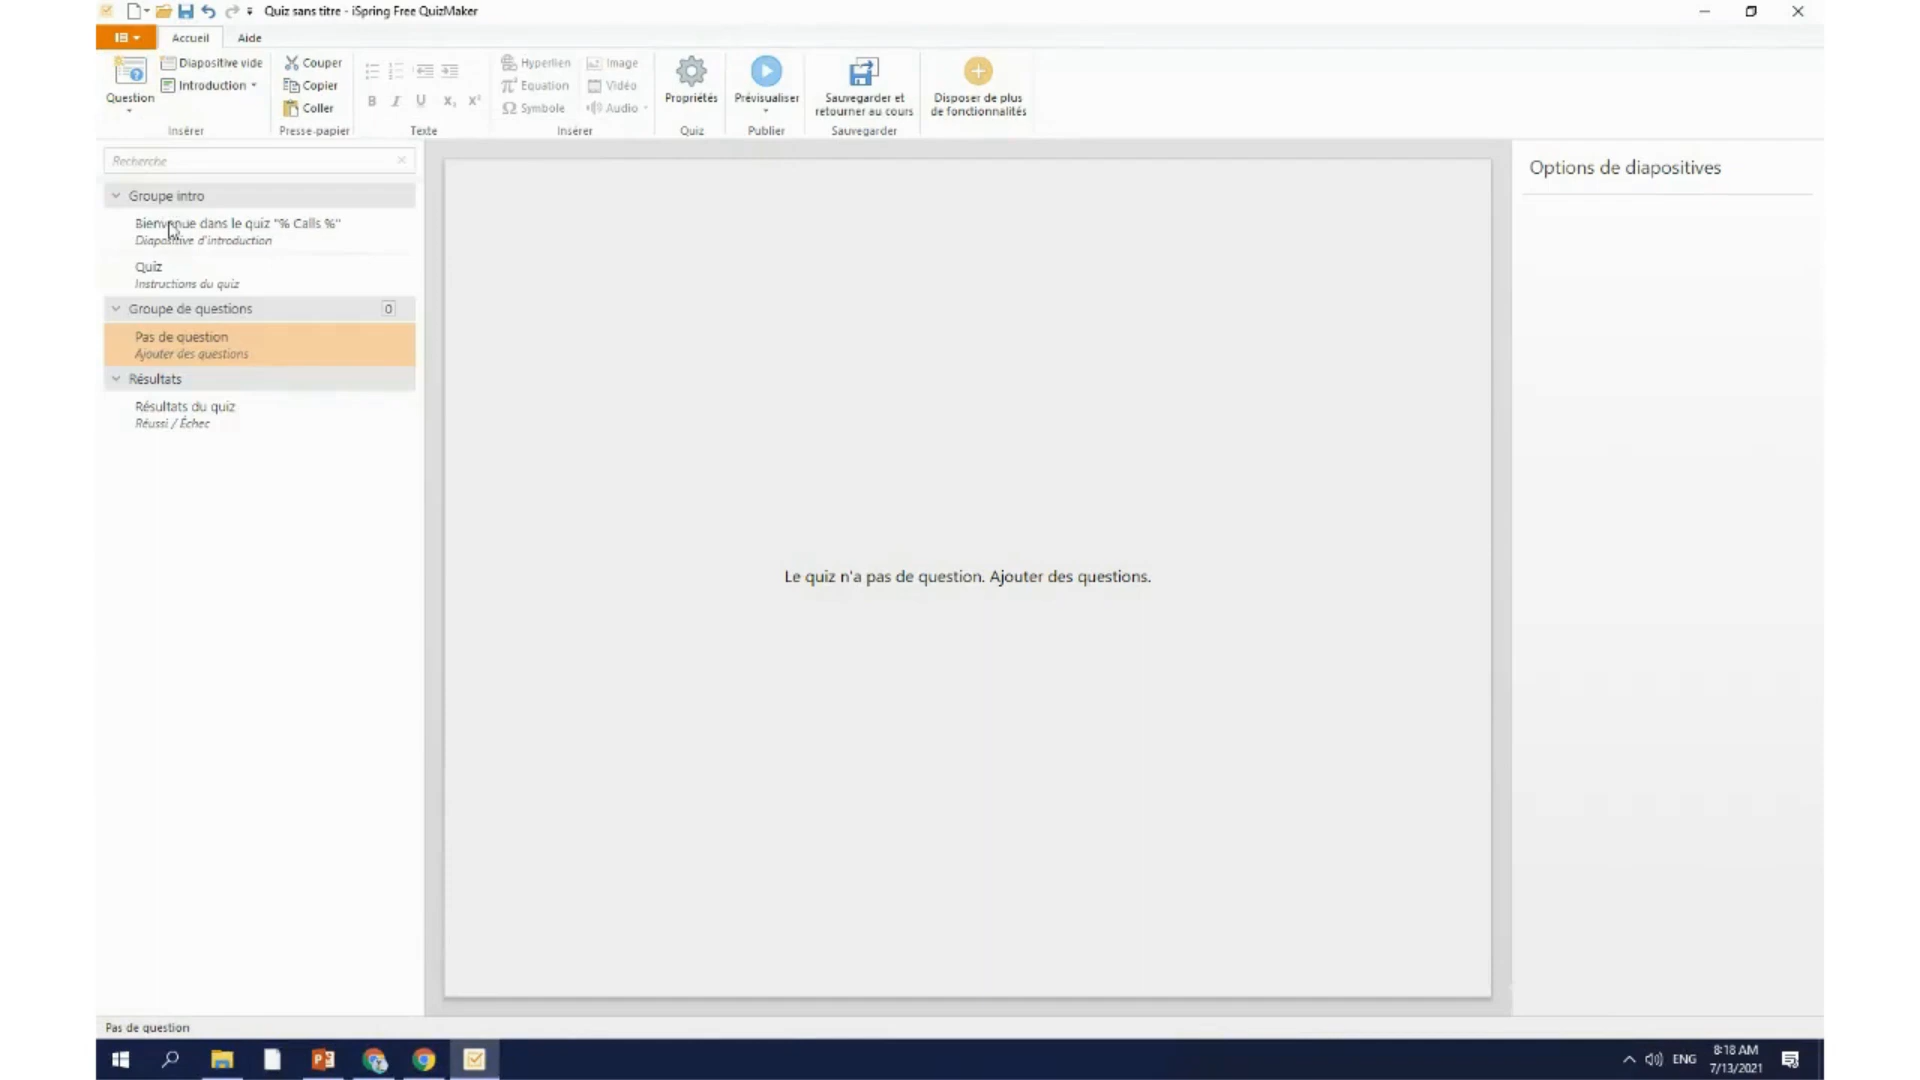 Quiz sans titre - iSpring Free QuizMaker
Accueil
Aide
Question
Diapositive vide
Introduction
Insérer
Couper
Copier
Coller
Presse-papier
B I U X₂ X²
Texte
Hyperlien
Equation
Symbole
Image
Vidéo
Audio
Insérer
Propriétés
Quiz
Prévisualiser
Publier
Sauvegarder et
retourner au cours
Sauvegarder
Disposer de plus
de fonctionnalités
Recherche
Groupe intro
Bienvenue dans le quiz "% Calls %"
Diapositive d'introduction
Quiz
Instructions du quiz
Groupe de questions 0
Pas de question
Ajouter des questions
Résultats
Résultats du quiz
Réussi / Échec
Le quiz n'a pas de question. Ajouter des questions.
Options de diapositives
Pas de question
ENG
8:18 AM
7/13/2021